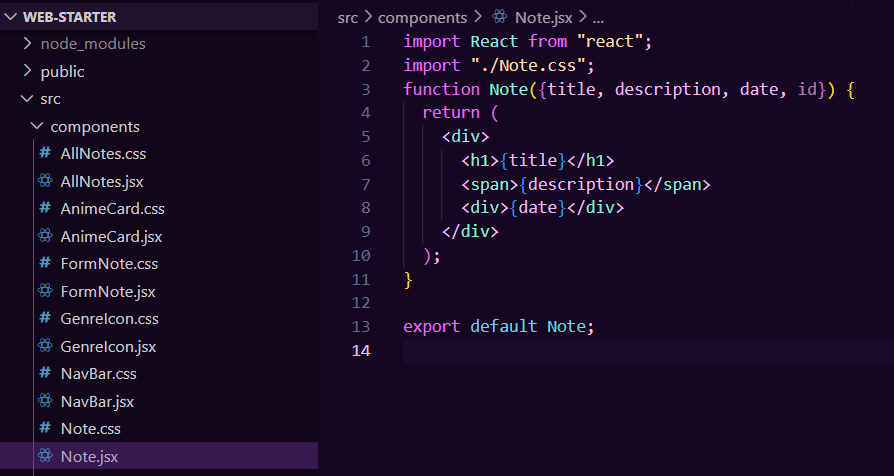 WEB-STARTER
node_modules
public
src
components
# AllNotes.css
AllNotes.jsx
# AnimeCard.css
AnimeCard.jsx
# FormNote.css
FormNote.jsx
# GenreIcon.css
GenreIcon.jsx
# NavBar.css
NavBar.jsx
# Note.css
Note.jsx
src > components > Note.jsx > ...
1 import React from "react";
2 import "./Note.css";
3 function Note({title, description, date, id}) {
4   return (
5     <div>
6       <h1>{title}</h1>
7       <span>{description}</span>
8       <div>{date}</div>
9     </div>
10   );
11 }
12
13 export default Note;
14